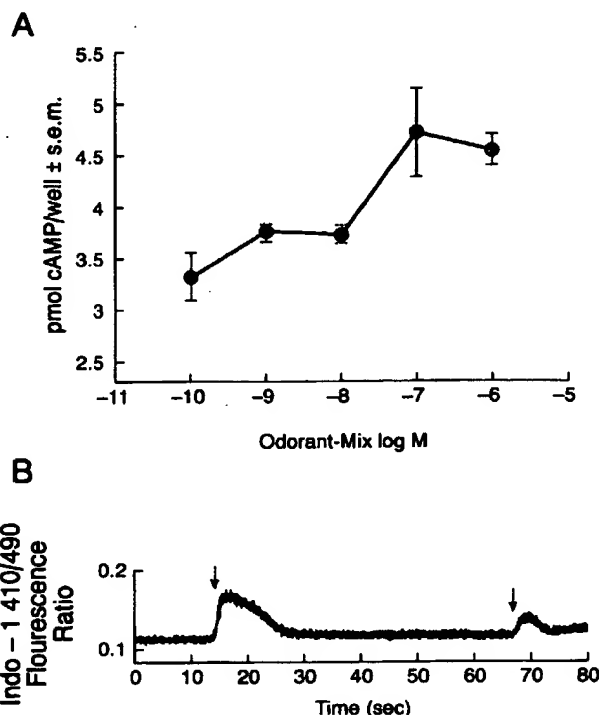 A
pmol cAMP/well ± s.e.m.
5.5
5
4.5
4
3.5
3
2.5
−11 −10 −9 −8 −7 −6 −5
Odorant-Mix log M
B
Indo – 1 410/490
Flourescence
Ratio
0.2
0.1
0 10 20 30 40 50 60 70 80
Time (sec)